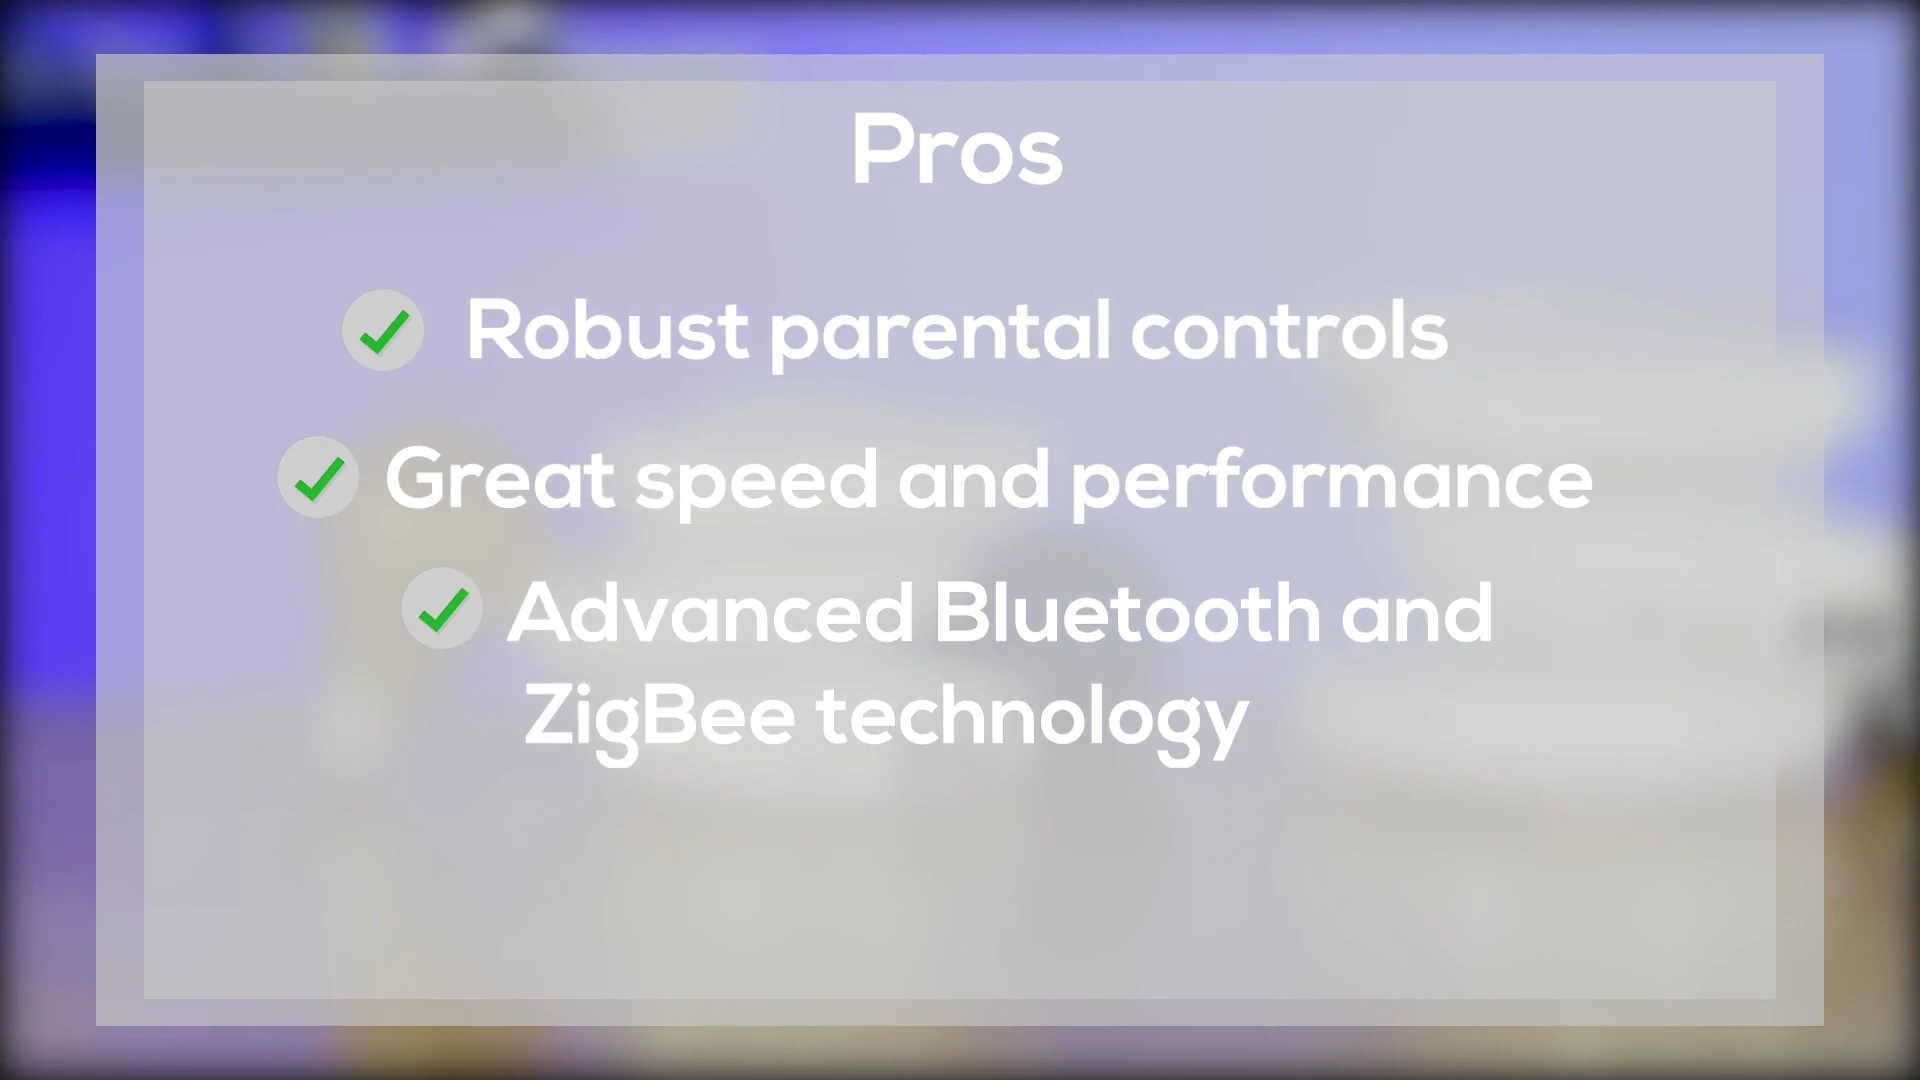 Pros
Robust parental controls
Great speed and performance
Advanced Bluetooth and
ZigBee technology